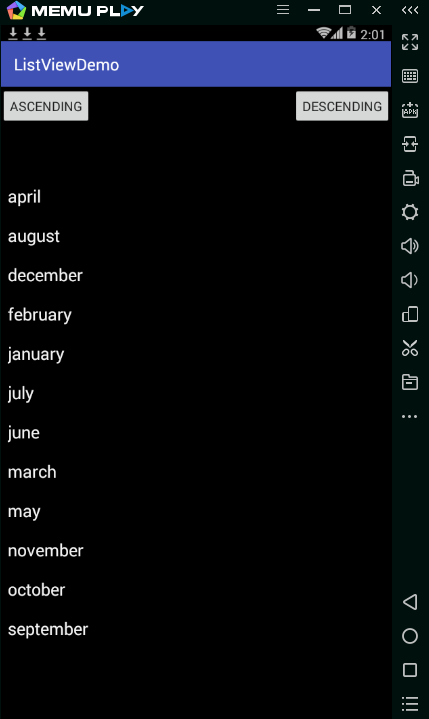 MEMU PLAY
2:01
ListViewDemo
ASCENDING DESCENDING
APK
april
august
december
february
january
july
june
march
may
november
october
september